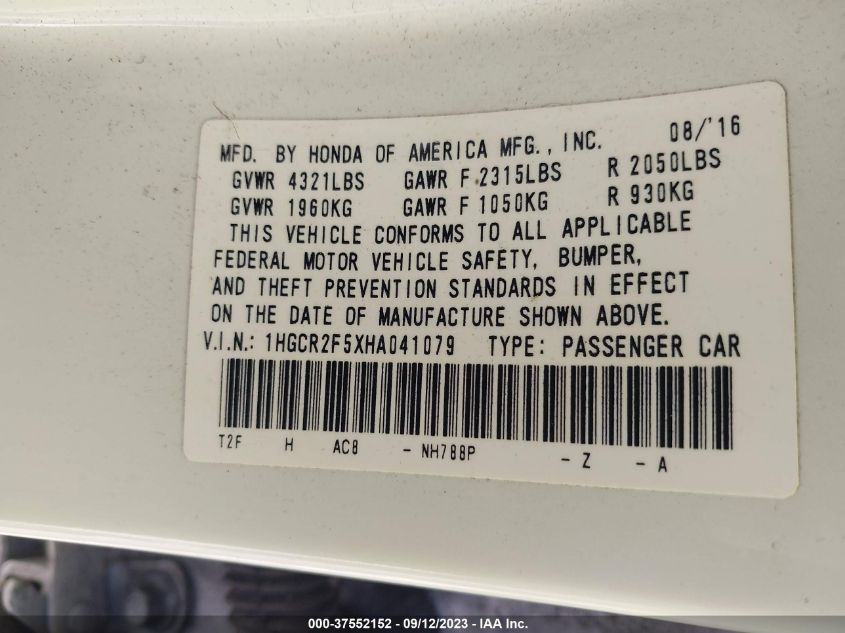 08/'16
MFD. BY HONDA OF AMERICA MFG., INC.
GVWR 4321LBS GAWR F 2315LBS R 2050LBS
GVWR 1960KG GAWR F 1050KG R 930KG
THIS VEHICLE CONFORMS TO ALL APPLICABLE
FEDERAL MOTOR VEHICLE SAFETY, BUMPER,
AND THEFT PREVENTION STANDARDS IN EFFECT
ON THE DATE OF MANUFACTURE SHOWN ABOVE.
V.I.N.: 1HGCR2F5XHA041079 TYPE: PASSENGER CAR
T2F H AC8 - NH788P - Z - A
000-37552152 - 09/12/2023 - IAA Inc.